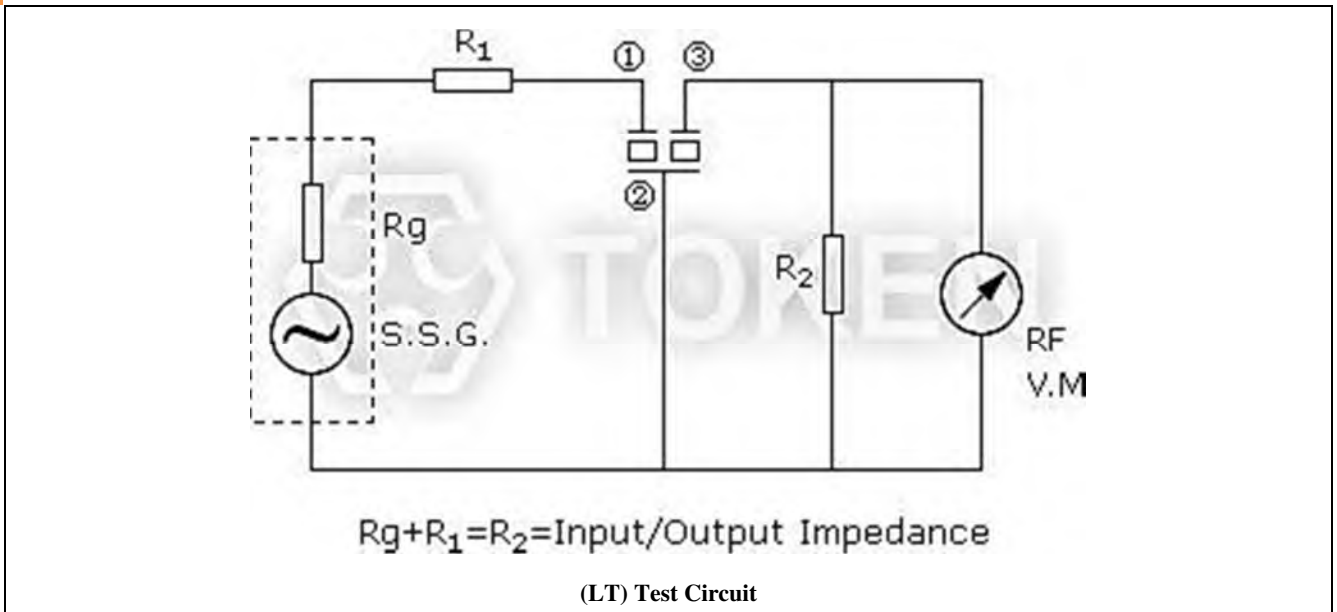 R₁
①
③
②
Rg
S.S.G.
TOKEN
R₂
RF
V.M
Rg+R₁=R₂=Input/Output Impedance
(LT) Test Circuit